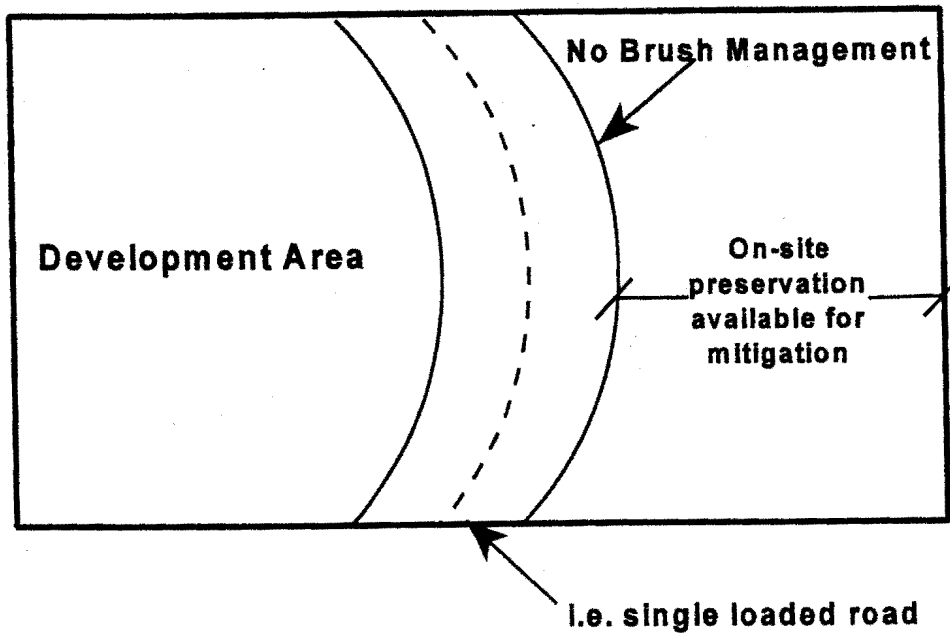 No Brush Management
Development Area
On-site
preservation
available for
mitigation
i.e. single loaded road